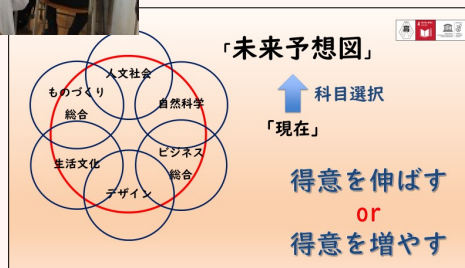 「未来予想図」
科目選択
「現在」
人文社会
ものづくり
総合
自然科学
生活文化
ビジネス
総合
デザイン
得意を伸ばす
or
得意を増やす